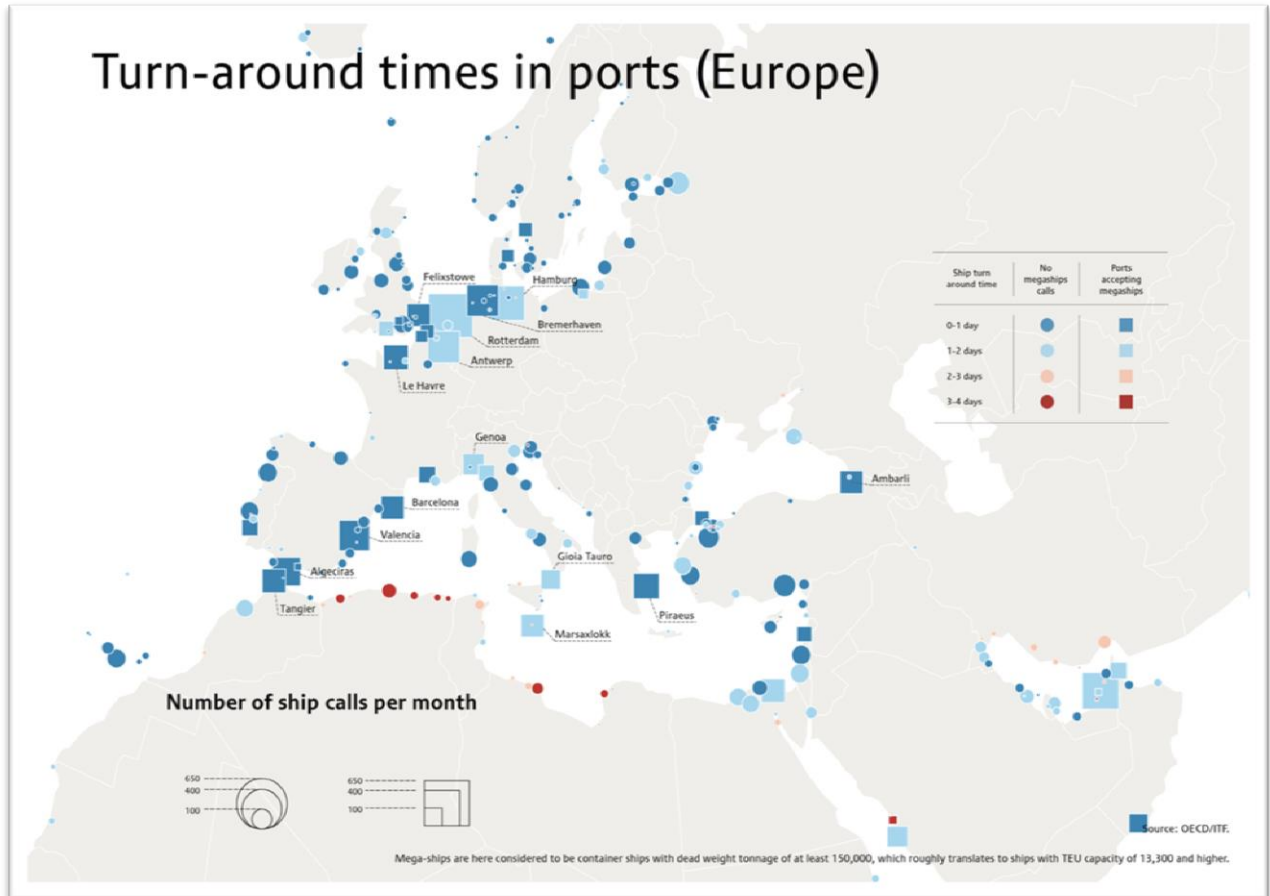 Turn-around times in ports (Europe)
Felixstowe
Hamburg
Bremerhaven
Rotterdam
Antwerp
Le Havre
Genoa
Barcelona
Valencia
Algeciras
Tangier
Gioia Tauro
Marsaxlokk
Piraeus
Ambarli
Ship turn
around time
No
megaships
calls
Ports
accepting
megaships
0-1 day
1-2 days
2-3 days
3-4 days
Number of ship calls per month
650
400
100
650
400
100
Source: OECD/ITF.
Mega-ships are here considered to be container ships with dead weight tonnage of at least 150,000, which roughly translates to ships with TEU capacity of 13,300 and higher.